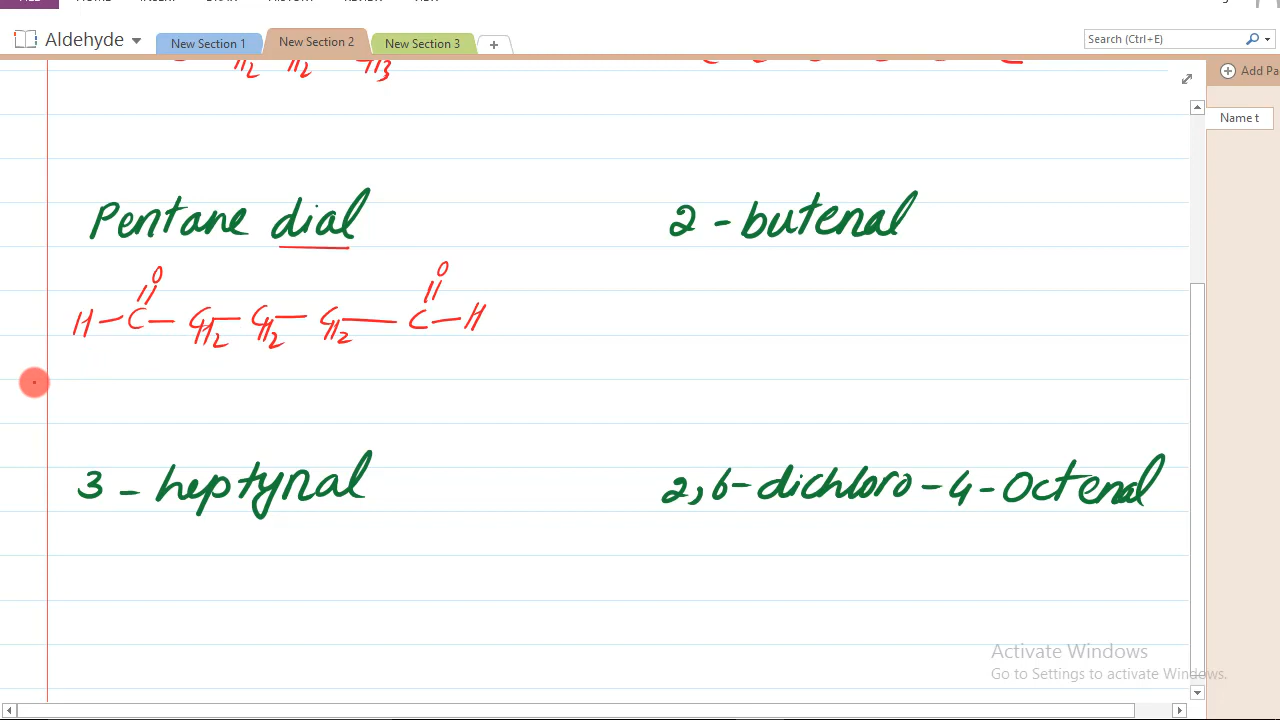 Aldehyde
New Section 1
New Section 2
New Section 3
+
Search (Ctrl+E)
Add Pa
Name t
Pentane dial
2 - butenal
O O
H - C - CH2 - CH2 - CH2 - C - H
3 - heptynal
2,6-dichloro-4-Octenal
Activate Windows
Go to Settings to activate Windows.